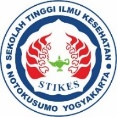 SEKOLAH TINGGI ILMU KESEHATAN
STIKES
NOTOKUSUMO YOGYAKARTA